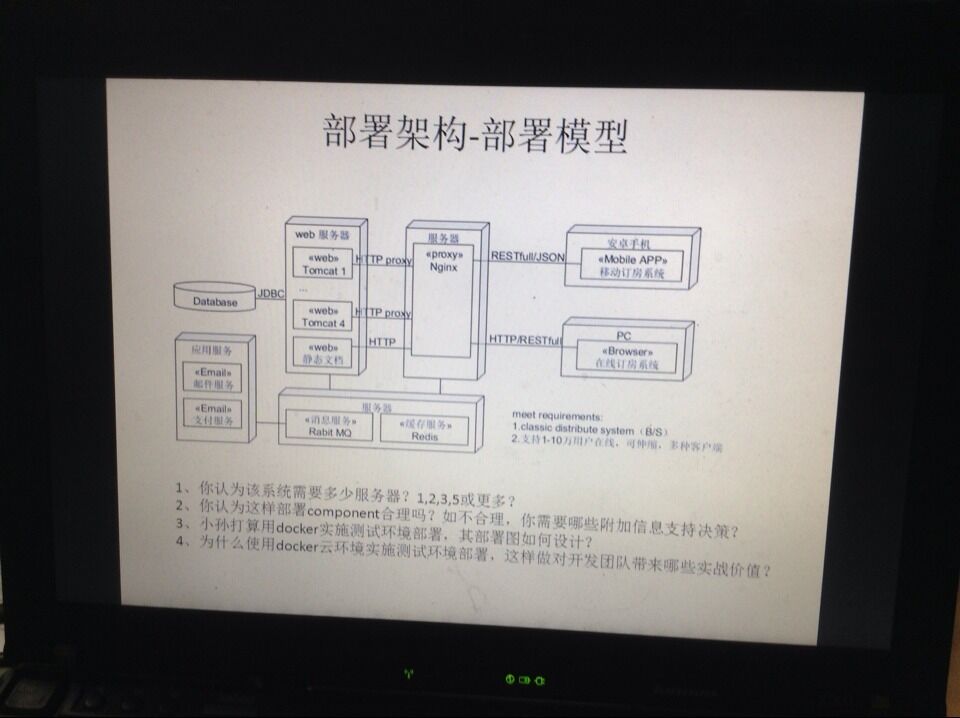 部署架构-部署模型
web 服务器
«web»
Tomcat 1
...
«web»
Tomcat 4
«web»
静态文档
HTTP proxy
HTTP proxy
HTTP
服务器
«proxy»
Nginx
RESTfull/JSON
HTTP/RESTfull
安卓手机
«Mobile APP»
移动订房系统
PC
«Browser»
在线订房系统
Database
JDBC
应用服务
«Email»
邮件服务
«Email»
支付服务
服务器
«消息服务»
Rabit MQ
«缓存服务»
Redis
meet requirements:
1.classic distribute system（B/S）
2.支持1-10万用户在线，可伸缩，多种客户端
1、你认为该系统需要多少服务器？1,2,3,5或更多？
2、你认为这样部署component合理吗？如不合理，你需要哪些附加信息支持决策？
3、小孙打算用docker实施测试环境部署，其部署图如何设计？
4、为什么使用docker云环境实施测试环境部署，这样做对开发团队带来哪些实战价值？